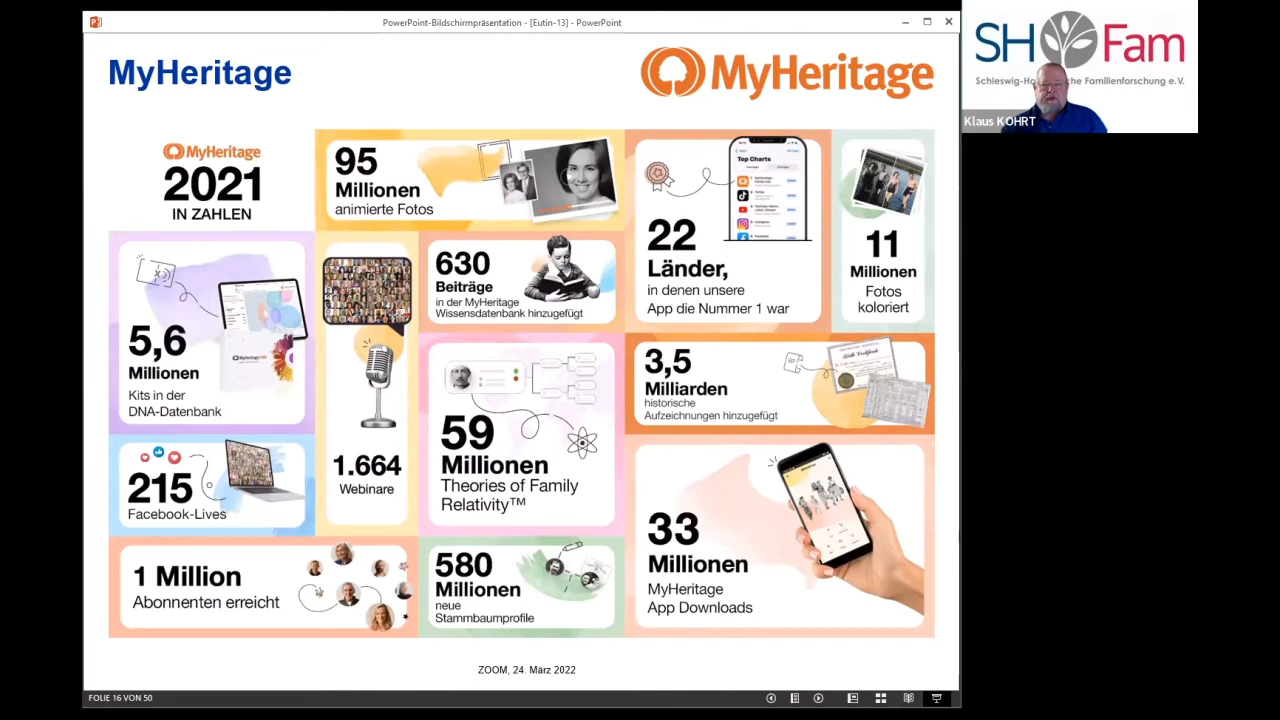 PowerPoint-Bildschirmpräsentation - [Eutin-13] - PowerPoint
MyHeritage
MyHeritage
SH Fam
Klaus KOHRT
MyHeritage
2021
IN ZAHLEN
95
Millionen
animierte Fotos
Top Charts
22
Länder,
in denen unsere
App die Nummer 1 war
11
Millionen
Fotos
koloriert
5,6
Millionen
Kits in der
DNA-Datenbank
1.664
Webinare
630
Beiträge
in der MyHeritage
Wissensdatenbank hinzugefügt
59
Millionen
Theories of Family
Relativity™
3,5
Milliarden
historische
Aufzeichnungen hinzugefügt
215
Facebook-Lives
33
Millionen
MyHeritage
App Downloads
1 Million
Abonnenten erreicht
580
Millionen
neue
Stammbaumprofile
ZOOM, 24. März 2022
FOLIE 16 VON 50